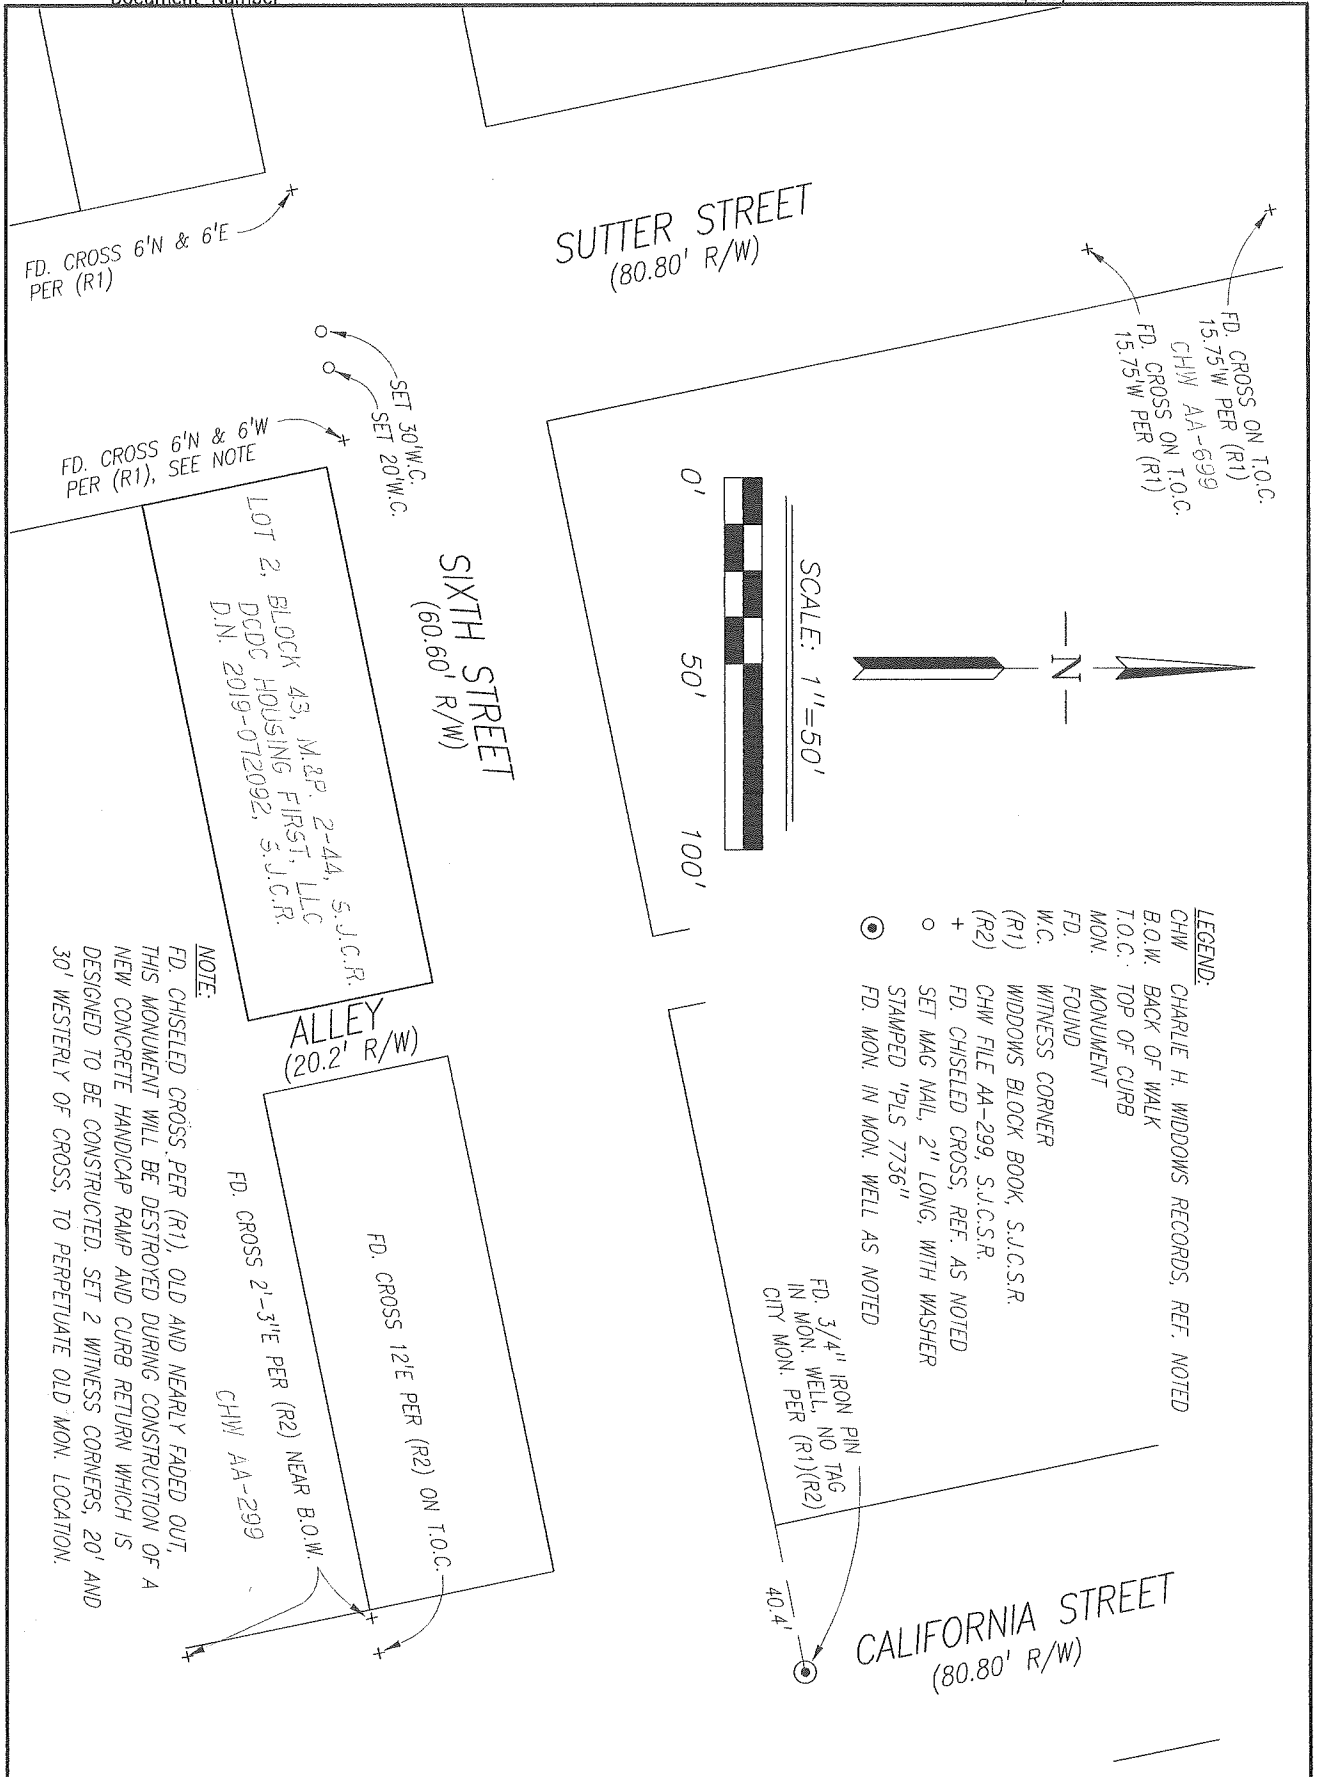 SUTTER STREET
(80.80' R/W)
FD. CROSS 6'N & 6'E
PER (R1)
FD. CROSS ON T.O.C.
15.75'W PER (R1)
CHW AA-699
FD. CROSS ON T.O.C.
15.75'W PER (R1)
SET 30'W.C.
SET 20'W.C.
FD. CROSS 6'N & 6'W
PER (R1), SEE NOTE
SIXTH STREET
(60.60' R/W)
LOT 2, BLOCK 43, M.&P. 2-44, S.J.C.R.
DCDC HOUSING FIRST, LLC
D.N. 2019-072092, S.J.C.R.
SCALE: 1"=50'
0' 50' 100'
N
LEGEND:
CHW CHARLIE H. WIDDOWS RECORDS, REF. NOTED
B.O.W. BACK OF WALK
T.O.C. TOP OF CURB
MON. MONUMENT
FD. FOUND
W.C. WITNESS CORNER
(R1) WIDDOWS BLOCK BOOK, S.J.C.S.R.
(R2) CHW FILE AA-299, S.J.C.S.R.
+ FD. CHISELED CROSS, REF. AS NOTED
SET MAG NAIL, 2" LONG, WITH WASHER
STAMPED "PLS 7736"
FD. MON. IN MON. WELL AS NOTED
ALLEY
(20.2' R/W)
FD. CROSS 12'E PER (R2) ON T.O.C.
FD. CROSS 2'-3"E PER (R2) NEAR B.O.W.
CHW AA-299
FD. 3/4" IRON PIN
IN MON. WELL, NO TAG
CITY MON. PER (R1)(R2)
40.4'
CALIFORNIA STREET
(80.80' R/W)
NOTE:
FD. CHISELED CROSS PER (R1), OLD AND NEARLY FADED OUT,
THIS MONUMENT WILL BE DESTROYED DURING CONSTRUCTION OF A
NEW CONCRETE HANDICAP RAMP AND CURB RETURN WHICH IS
DESIGNED TO BE CONSTRUCTED. SET 2 WITNESS CORNERS, 20' AND
30' WESTERLY OF CROSS, TO PERPETUATE OLD MON. LOCATION.